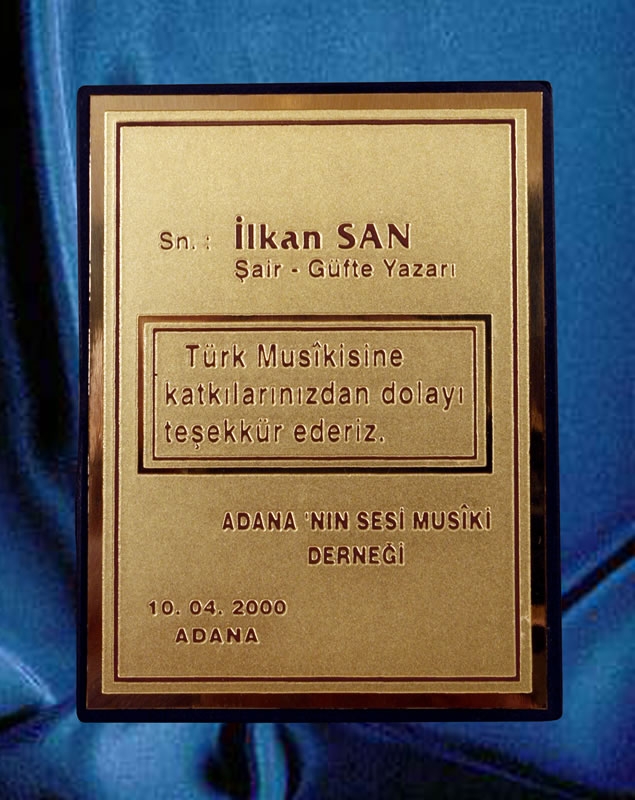 Sn. : İlkan SAN
Şair - Güfte Yazarı
Türk Musîkisine
katkılarınızdan dolayı
teşekkür ederiz.
ADANA 'NIN SESİ MUSÎKİ
DERNEĞİ
10. 04. 2000
ADANA